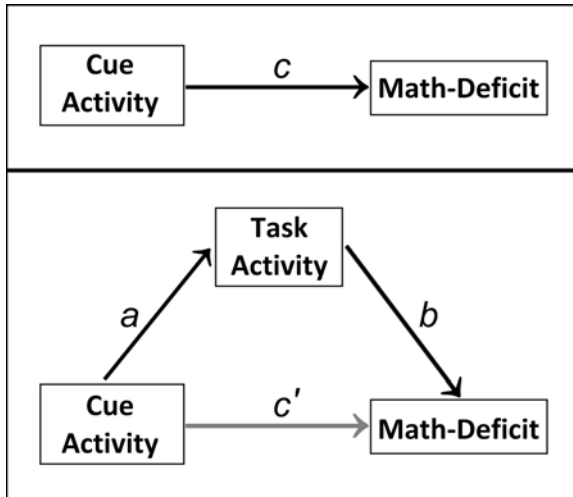 Cue
Activity
c
Math-Deficit
Task
Activity
a
b
Cue
Activity
c'
Math-Deficit